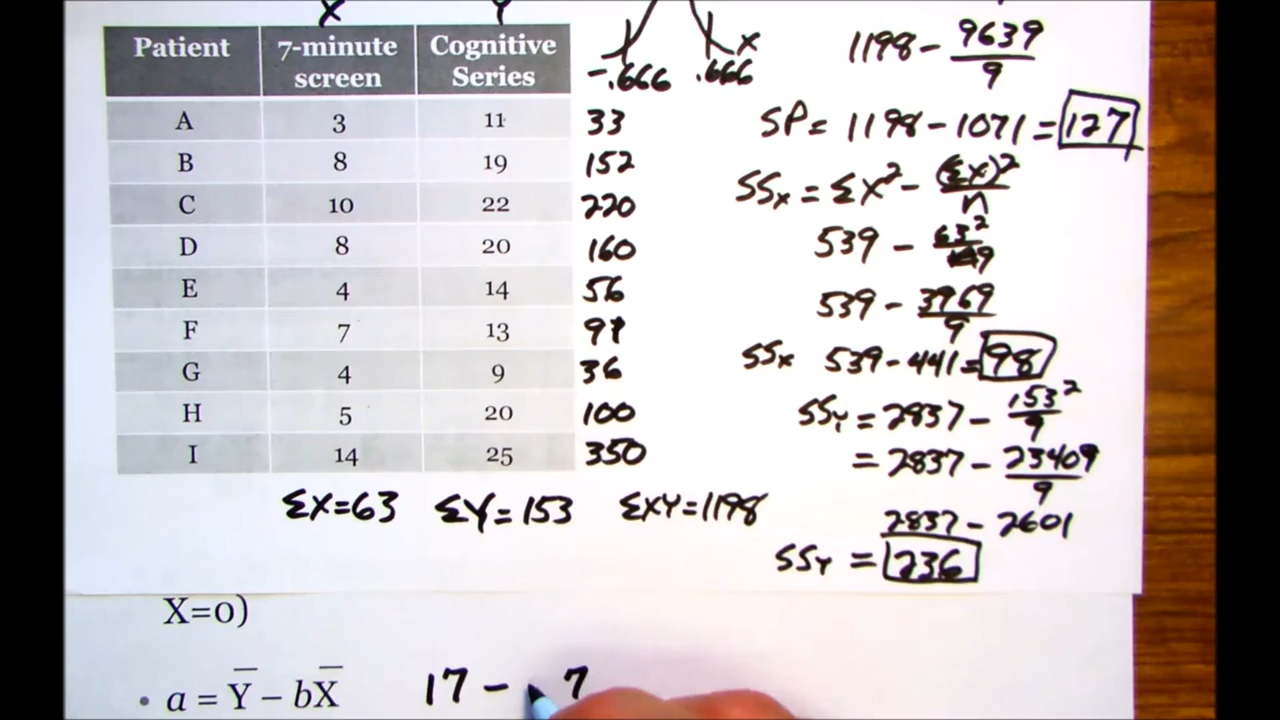 X Y
Patient 7-minute screen Cognitive Series
-.666 .666 X
A 3 11 33
B 8 19 152
C 10 22 220
D 8 20 160
E 4 14 56
F 7 13 91
G 4 9 36
H 5 20 100
I 14 25 350
ΣX=63 ΣY=153 ΣXY=1198
1198 - 9639/9
SP= 1198-1071=127
SSx = ΣX² - (ΣX)²/n
539 - 63²/9
539 - 3969/9
SSx 539-441=98
SSY = 2837 - 153²/9
= 2837 - 23409/9
2837 - 2601
SSY = 236
X=0)
• a = Y̅ - bX̅ 17 - 7